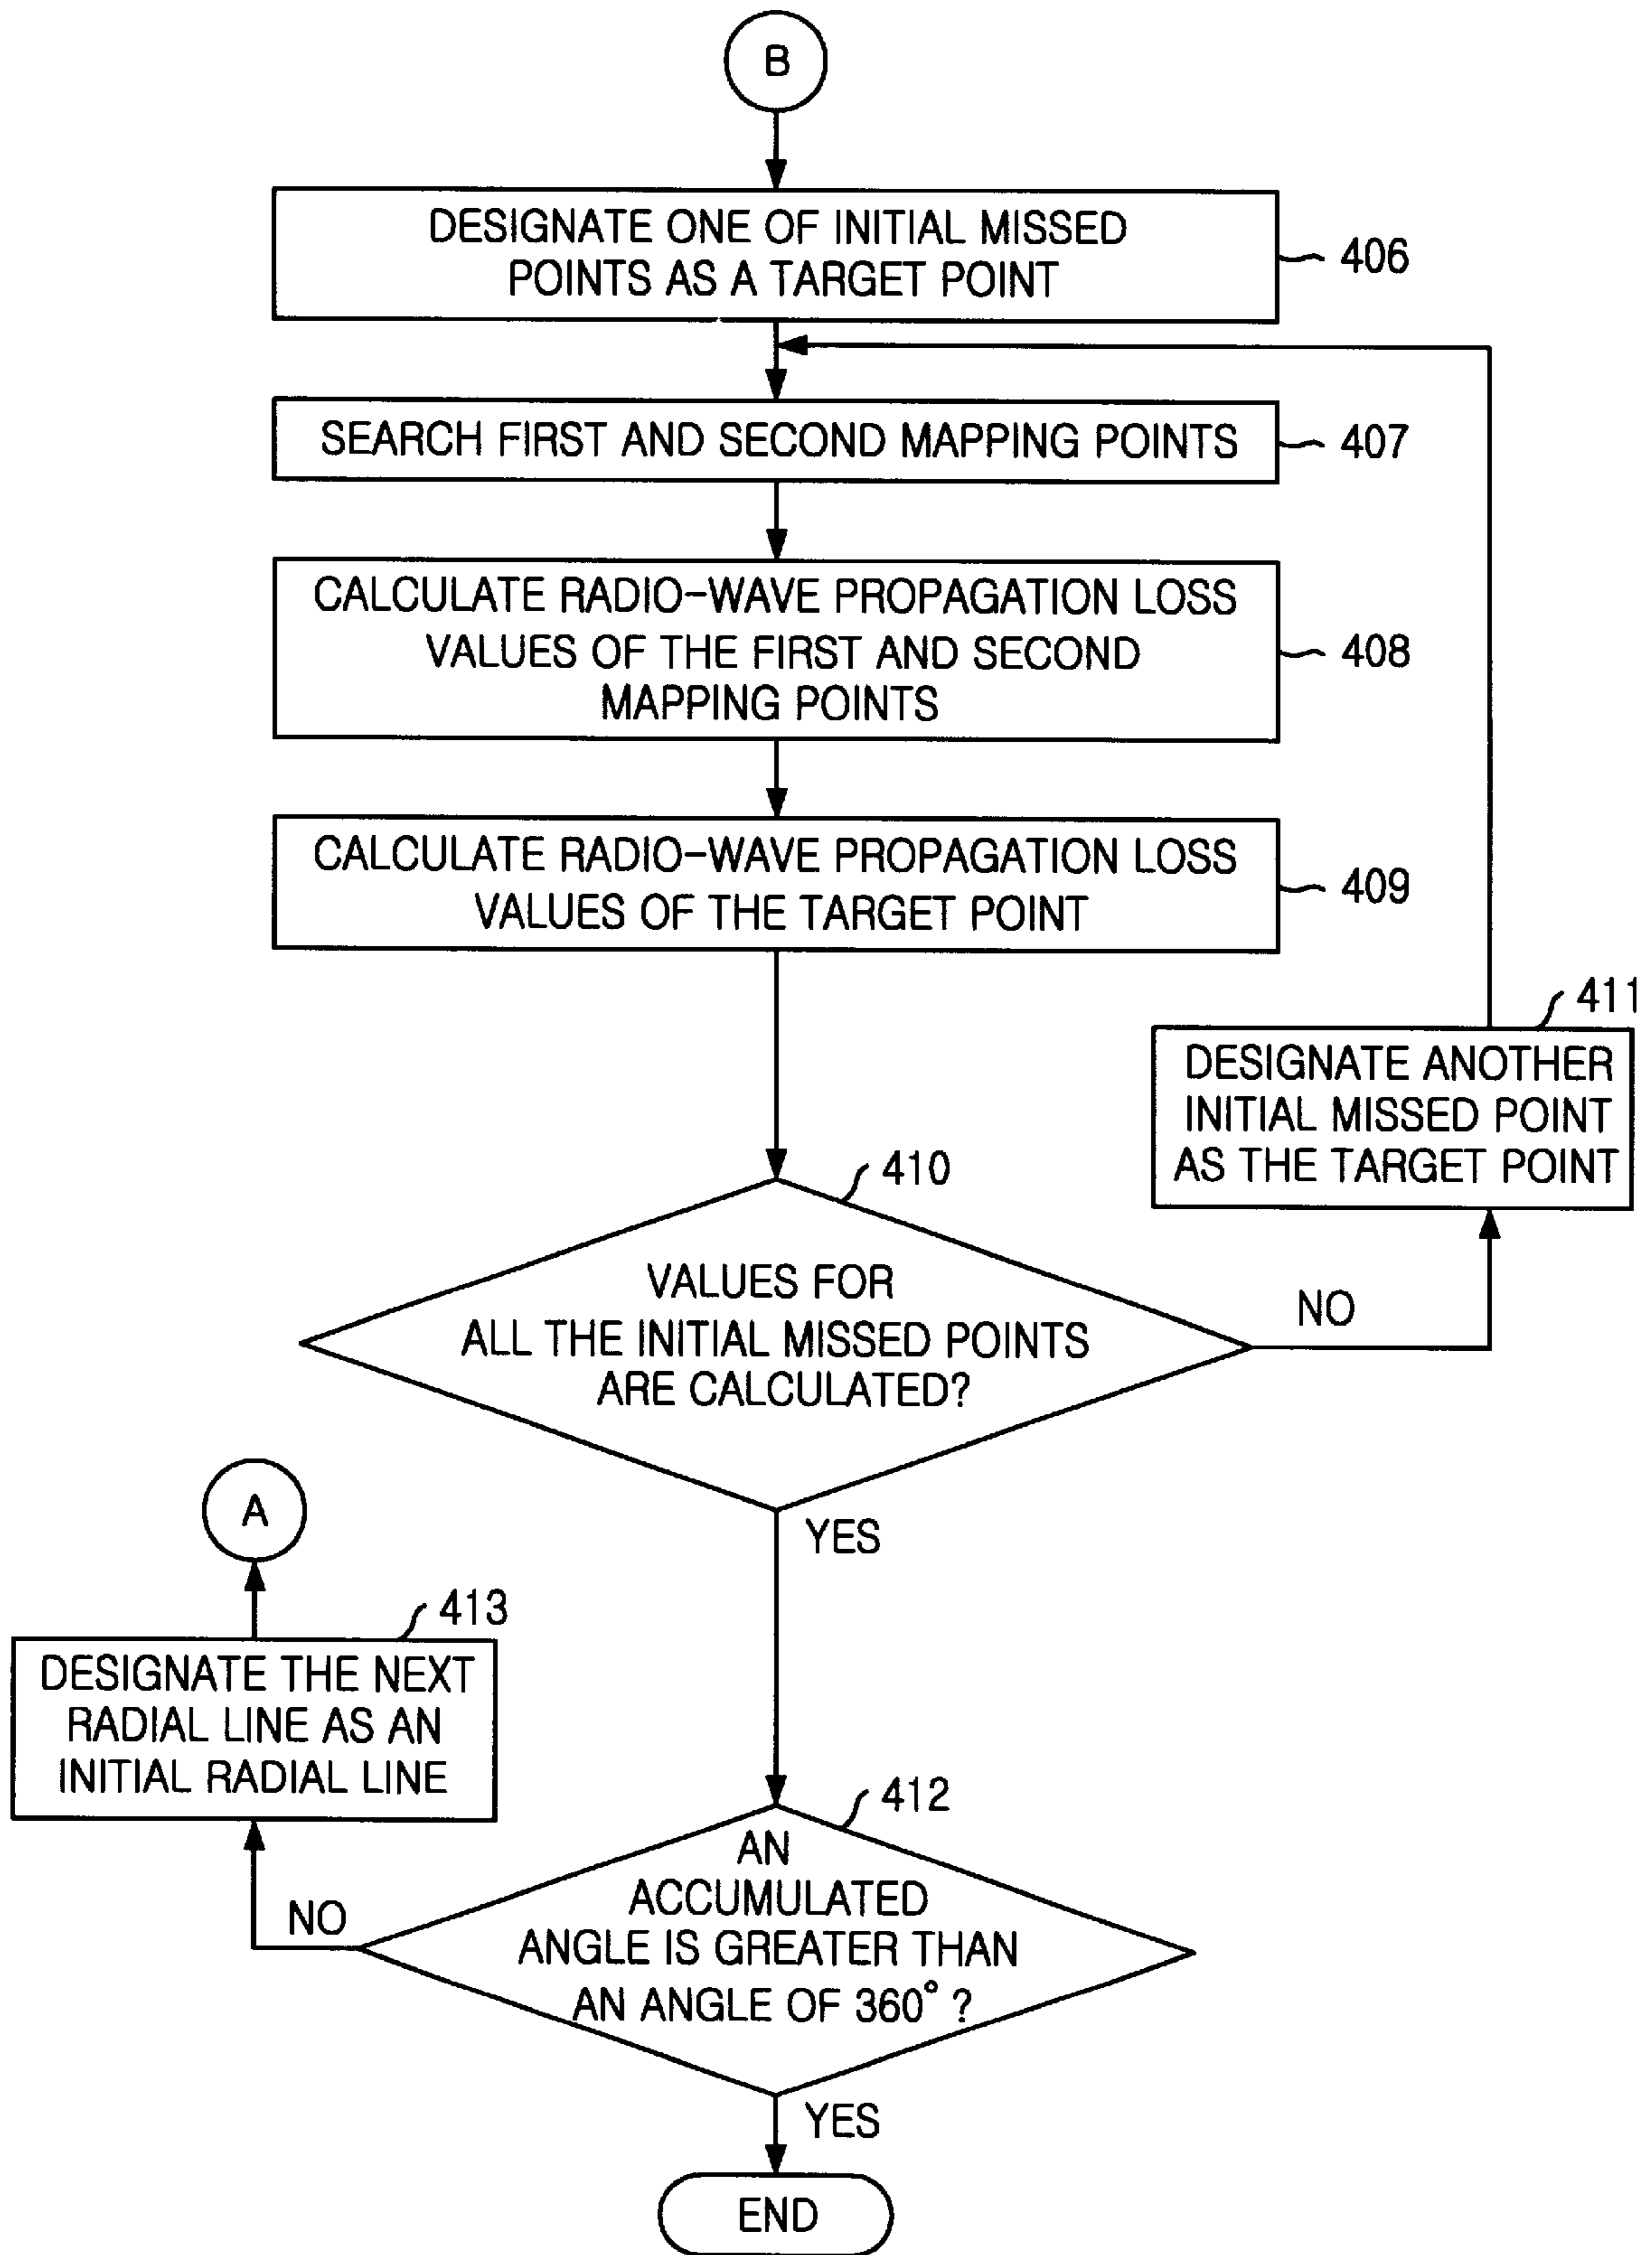 B
DESIGNATE ONE OF INITIAL MISSED
POINTS AS A TARGET POINT
406
SEARCH FIRST AND SECOND MAPPING POINTS
407
CALCULATE RADIO-WAVE PROPAGATION LOSS
VALUES OF THE FIRST AND SECOND
MAPPING POINTS
408
CALCULATE RADIO-WAVE PROPAGATION LOSS
VALUES OF THE TARGET POINT
409
411
DESIGNATE ANOTHER
INITIAL MISSED POINT
AS THE TARGET POINT
410
VALUES FOR
ALL THE INITIAL MISSED POINTS
ARE CALCULATED?
NO
YES
A
413
DESIGNATE THE NEXT
RADIAL LINE AS AN
INITIAL RADIAL LINE
412
AN
ACCUMULATED
ANGLE IS GREATER THAN
AN ANGLE OF 360°?
NO
YES
END